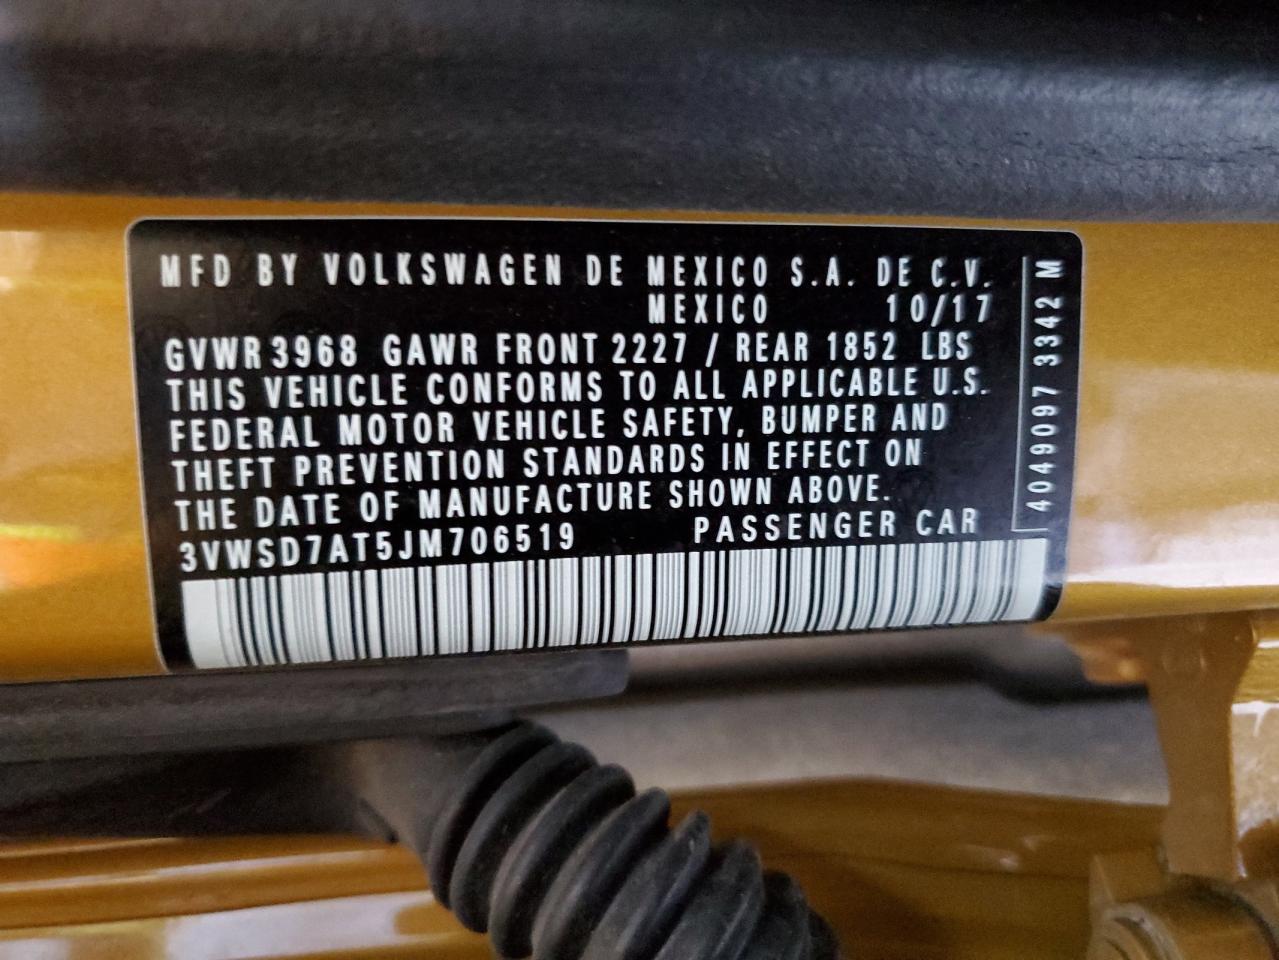 MFD BY VOLKSWAGEN DE MEXICO S.A. DE C.V.
MEXICO 10/17
GVWR 3968 GAWR FRONT 2227 / REAR 1852 LBS
THIS VEHICLE CONFORMS TO ALL APPLICABLE U.S.
FEDERAL MOTOR VEHICLE SAFETY, BUMPER AND
THEFT PREVENTION STANDARDS IN EFFECT ON
THE DATE OF MANUFACTURE SHOWN ABOVE.
3VWSD7AT5JM706519 PASSENGER CAR
4049097 3342 M